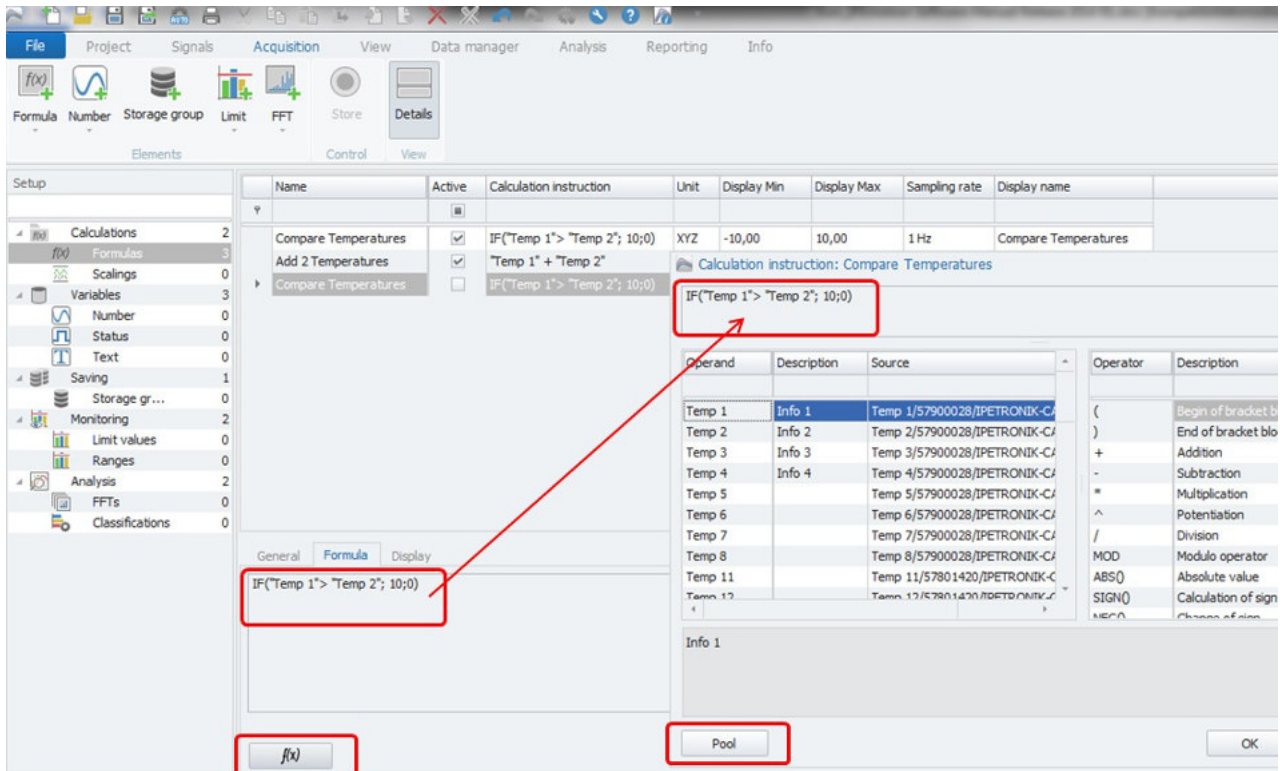 File Project Signals Acquisition View Data manager Analysis Reporting Info
f(x)
Formula Number Storage group Limit FFT Store Details
Elements Control View
Setup
Name Active Calculation instruction Unit Display Min Display Max Sampling rate Display name
Calculations 2
Compare Temperatures IF("Temp 1"> "Temp 2"; 10;0) XYZ -10,00 10,00 1 Hz Compare Temperatures
f(x) Formulas 3
Add 2 Temperatures "Temp 1" + "Temp 2"
Calculation instruction: Compare Temperatures
Scalings 0
Compare Temperatures IF("Temp 1"> "Temp 2"; 10;0)
Variables 3
IF("Temp 1"> "Temp 2"; 10;0)
Number 0
Status 0
Text 0
Saving 1
Storage gr... 0
Monitoring 2
Limit values 0
Ranges 0
Analysis 2
FFTs 0
Classifications 0
Operand Description Source Operator Description
Temp 1 Info 1 Temp 1/57900028/IPETRONIK-CA ( Begin of bracket b
Temp 2 Info 2 Temp 2/57900028/IPETRONIK-CA ) End of bracket blo
Temp 3 Info 3 Temp 3/57900028/IPETRONIK-CA + Addition
Temp 4 Info 4 Temp 4/57900028/IPETRONIK-CA - Subtraction
Temp 5 Temp 5/57900028/IPETRONIK-CA * Multiplication
Temp 6 Temp 6/57900028/IPETRONIK-CA ^ Potentiation
Temp 7 Temp 7/57900028/IPETRONIK-CA / Division
Temp 8 Temp 8/57900028/IPETRONIK-CA MOD Modulo operator
Temp 11 Temp 11/57801420/IPETRONIK-C ABS() Absolute value
Temp 12 Temp 12/57801420/IPETRONIK-C SIGN() Calculation of sign
NEG() Change of sign
General Formula Display
IF("Temp 1"> "Temp 2"; 10;0)
Info 1
f(x)
Pool OK